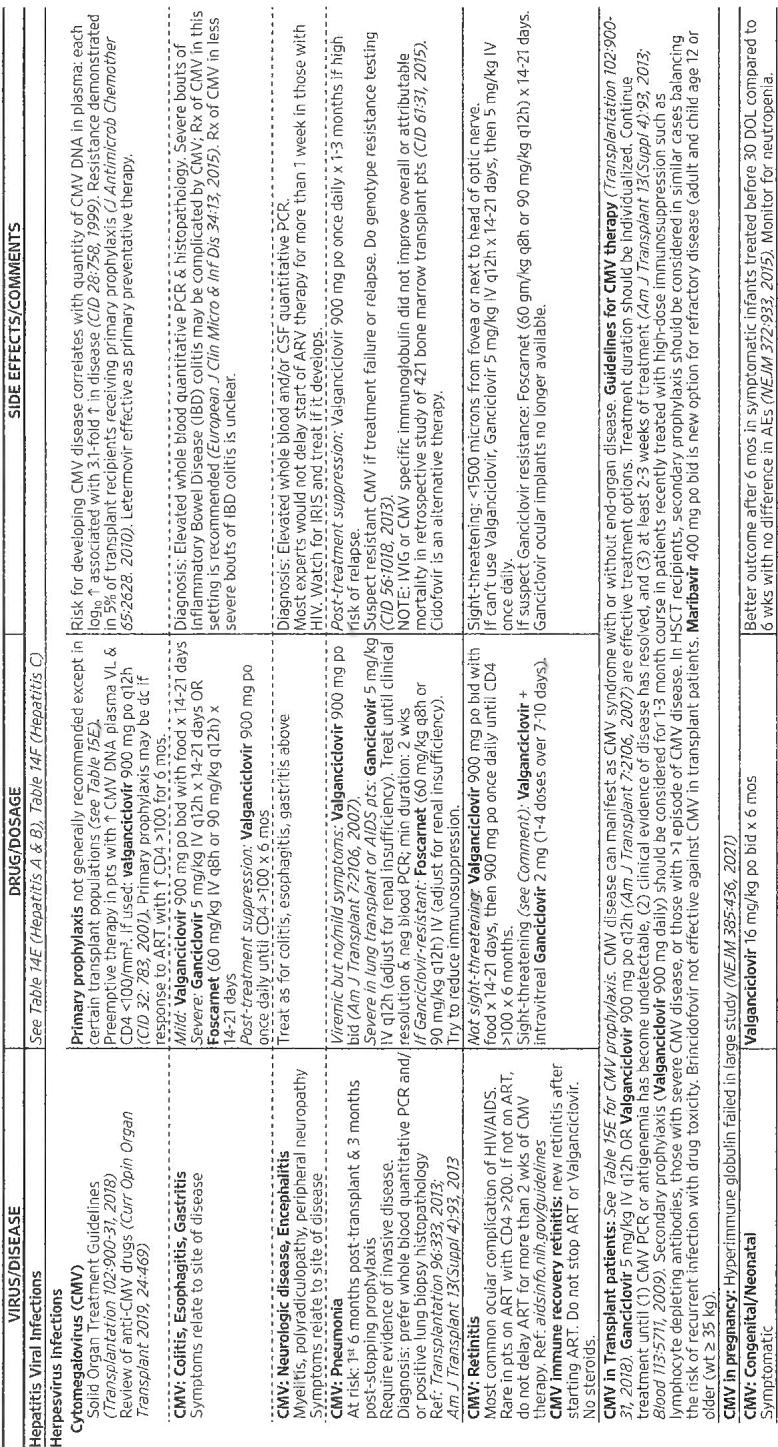 VIRUS/DISEASE
DRUG/DOSAGE
SIDE EFFECTS/COMMENTS
Hepatitis Viral Infections
See Table 14E (Hepatitis A & B), Table 14F (Hepatitis C)
Herpesvirus Infections
Cytomegalovirus (CMV)
Solid Organ Treatment Guidelines
(Transplantation 102:900-31, 2018)
Review of anti-CMV drugs (Curr Opin Organ
Transplant 2019, 24:469)
Primary prophylaxis not generally recommended except in
certain transplant populations (see Table 15E).
Preemptive therapy in pts with ↑ CMV DNA plasma VL &
CD4 <100/mm³. If used: valganciclovir 900 mg po q12h
(CID 32: 783, 2001). Primary prophylaxis may be dc if
response to ART with ↑ CD4 >100 for 6 mos.
Risk for developing CMV disease correlates with quantity of CMV DNA in plasma: each
log₁₀ ↑ associated with 3.1-fold ↑ in disease (CID 28:758, 1999). Resistance demonstrated
in 5% of transplant recipients receiving primary prophylaxis (J Antimicrob Chemother
65:2628. 2010). Letermovir effective as primary preventative therapy.
CMV: Colitis, Esophagitis, Gastritis
Symptoms relate to site of disease
Mild: Valganciclovir 900 mg po bod with food x 14-21 days
Severe: Ganciclovir 5 mg/kg IV q12h x 14-21 days OR
Foscarnet (60 mg/kg IV q8h or 90 mg/kg q12h) x
14-21 days
Post-treatment suppression: Valganciclovir 900 mg po
once daily until CD4 >100 x 6 mos
Diagnosis: Elevated whole blood quantitative PCR & histopathology. Severe bouts of
Inflammatory Bowel Disease (IBD) colitis may be complicated by CMV; Rx of CMV in this
setting is recommended (European J Clin Micro & Inf Dis 34:13, 2015). Rx of CMV in less
severe bouts of IBD colitis is unclear.
CMV: Neurologic disease, Encephalitis
Myelitis, polyradiculopathy, peripheral neuropathy
Symptoms relate to site of disease
Treat as for colitis, esophagitis, gastritis above
Diagnosis: Elevated whole blood and/or CSF quantitative PCR.
Most experts would not delay start of ARV therapy for more than 1 week in those with
HIV. Watch for IRIS and treat if it develops.
CMV: Pneumonia
At risk: 1st 6 months post-transplant & 3 months
post-stopping prophylaxis
Require evidence of invasive disease.
Diagnosis: prefer whole blood quantitative PCR and/
or positive lung biopsy histopathology
Ref: Transplantation 96:333, 2013;
Am J Transplant 13(Suppl 4):93, 2013
Viremic but no/mild symptoms: Valganciclovir 900 mg po
bid (Am J Transplant 7:2106, 2007).
Severe in lung transplant or AIDS pts: Ganciclovir 5 mg/kg
IV q12h (adjust for renal insufficiency). Treat until clinical
resolution & neg blood PCR; min duration: 2 wks
If Ganciclovir-resistant: Foscarnet (60 mg/kg q8h or
90 mg/kg q12h) IV (adjust for renal insufficiency).
Try to reduce immunosuppression.
Post-treatment suppression: Valganciclovir 900 mg po once daily x 1-3 months if high
risk of relapse.
Suspect resistant CMV if treatment failure or relapse. Do genotype resistance testing
(CID 56:1018, 2013).
NOTE: IVIG or CMV specific immunoglobulin did not improve overall or attributable
mortality in retrospective study of 421 bone marrow transplant pts (CID 61:31, 2015).
Cidofovir is an alternative therapy.
CMV: Retinitis
Most common ocular complication of HIV/AIDS.
Rare in pts on ART with CD4 >200. If not on ART,
do not delay ART for more than 2 wks of CMV
therapy. Ref: aidsinfo.nih.gov/guidelines
CMV immune recovery retinitis: new retinitis after
starting ART. Do not stop ART or Valganciclovir.
No steroids.
Not sight-threatening: Valganciclovir 900 mg po bid with
food x 14-21 days, then 900 mg po once daily until CD4
>100 x 6 months.
Sight-threatening (see Comment): Valganciclovir +
intravitreal Ganciclovir 2 mg (1-4 doses over 7-10 days).
Sight-threatening: <1500 microns from fovea or next to head of optic nerve.
If can't use Valganciclovir, Ganciclovir 5 mg/kg IV q12h x 14-21 days, then 5 mg/kg IV
once daily.
If suspect Ganciclovir resistance: Foscarnet (60 gm/kg q8h or 90 mg/kg q12h) x 14-21 days.
Ganciclovir ocular implants no longer available.
CMV in Transplant patients: See Table 15E for CMV prophylaxis. CMV disease can manifest as CMV syndrome with or without end-organ disease. Guidelines for CMV therapy (Transplantation 102:900-
31, 2018). Ganciclovir 5 mg/kg IV q12h OR Valganciclovir 900 mg po q12h (Am J Transplant 7:2106, 2007) are effective treatment options. Treatment duration should be individualized. Continue
treatment until (1) CMV PCR or antigenemia has become undetectable, (2) clinical evidence of disease has resolved, and (3) at least 2-3 weeks of treatment (Am J Transplant 13(Suppl 4):93, 2013;
Blood 113:5711, 2009). Secondary prophylaxis (Valganciclovir 900 mg daily) should be considered for 1-3 month course in patients recently treated with high-dose immunosuppression such as
lymphocyte depleting antibodies, those with severe CMV disease, or those with >1 episode of CMV disease. In HSCT recipients, secondary prophylaxis should be considered in similar cases balancing
the risk of recurrent infection with drug toxicity. Brincidofovir not effective against CMV in transplant patients. Maribavir 400 mg po bid is new option for refractory disease (adult and child age 12 or
older (wt ≥ 35 kg).
CMV in pregnancy: Hyperimmune globulin failed in large study (NEJM 385:436, 2021)
CMV: Congenital/Neonatal
Symptomatic
Valganciclovir 16 mg/kg po bid x 6 mos
Better outcome after 6 mos in symptomatic infants treated before 30 DOL compared to
6 wks with no difference in AEs (NEJM 372:933, 2015). Monitor for neutropenia.